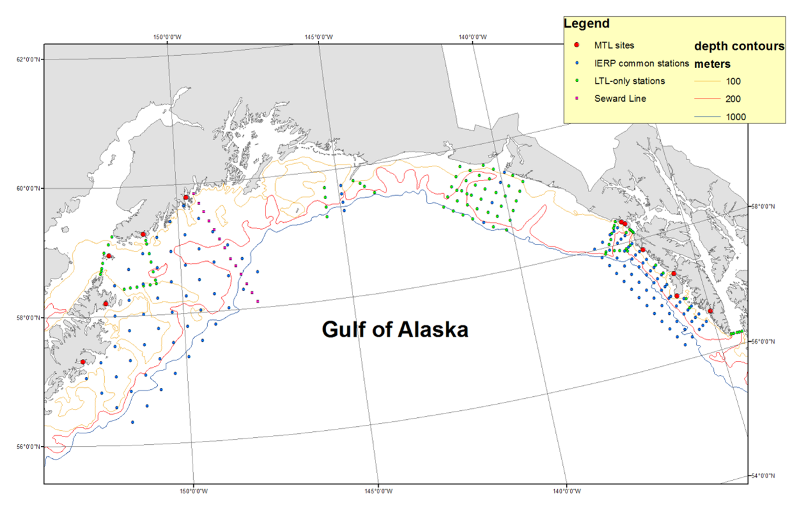 Legend
MTL sites
IERP common stations
LTL-only stations
Seward Line
depth contours
meters
100
200
1000
150°0'0"W
145°0'0"W
140°0'0"W
62°0'0"N
60°0'0"N
58°0'0"N
56°0'0"N
58°0'0"N
56°0'0"N
54°0'0"N
Gulf of Alaska
150°0'0"W
145°0'0"W
140°0'0"W